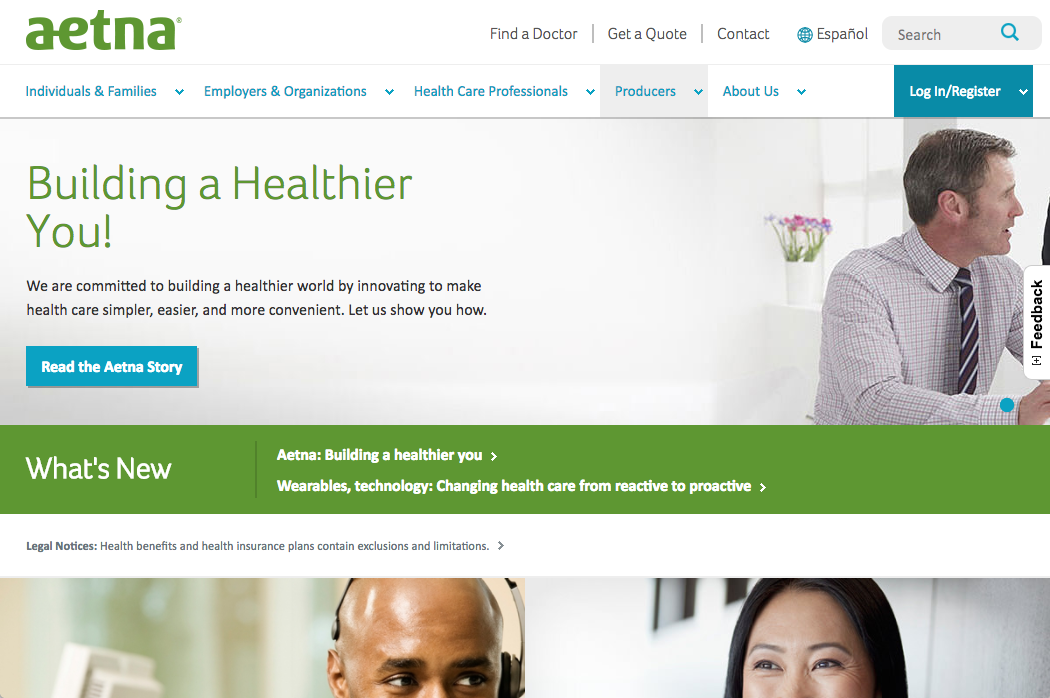 aetna®
Find a Doctor
Get a Quote
Contact
Español
Search
Individuals & Families
Employers & Organizations
Health Care Professionals
Producers
About Us
Log In/Register
Building a Healthier
You!
We are committed to building a healthier world by innovating to make
health care simpler, easier, and more convenient. Let us show you how.
Read the Aetna Story
Feedback
What's New
Aetna: Building a healthier you
Wearables, technology: Changing health care from reactive to proactive
Legal Notices: Health benefits and health insurance plans contain exclusions and limitations.